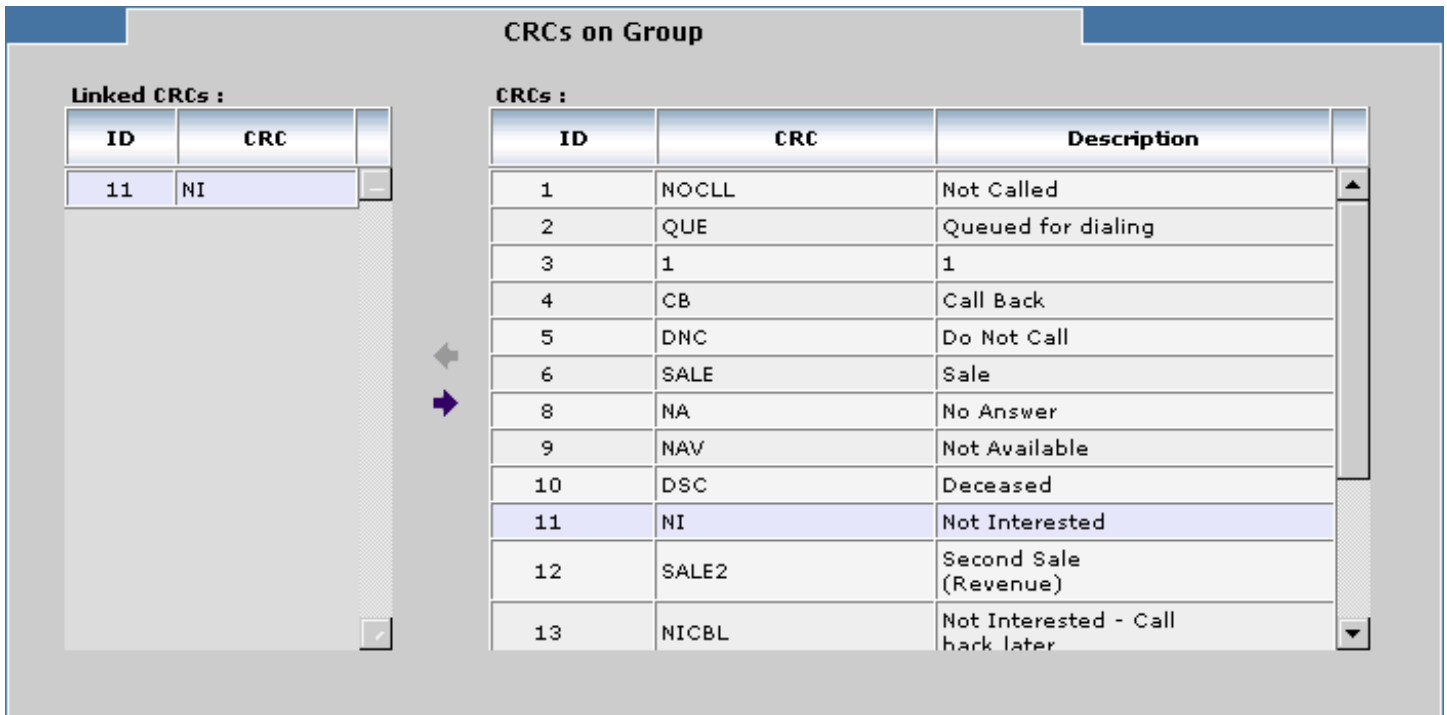 CRCs on Group
Linked CRCs :
ID CRC
11 NI
CRCs :
ID CRC Description
1 NOCLL Not Called
2 QUE Queued for dialing
3 1 1
4 CB Call Back
5 DNC Do Not Call
6 SALE Sale
8 NA No Answer
9 NAV Not Available
10 DSC Deceased
11 NI Not Interested
12 SALE2 Second Sale
(Revenue)
13 NICBL Not Interested - Call
back later